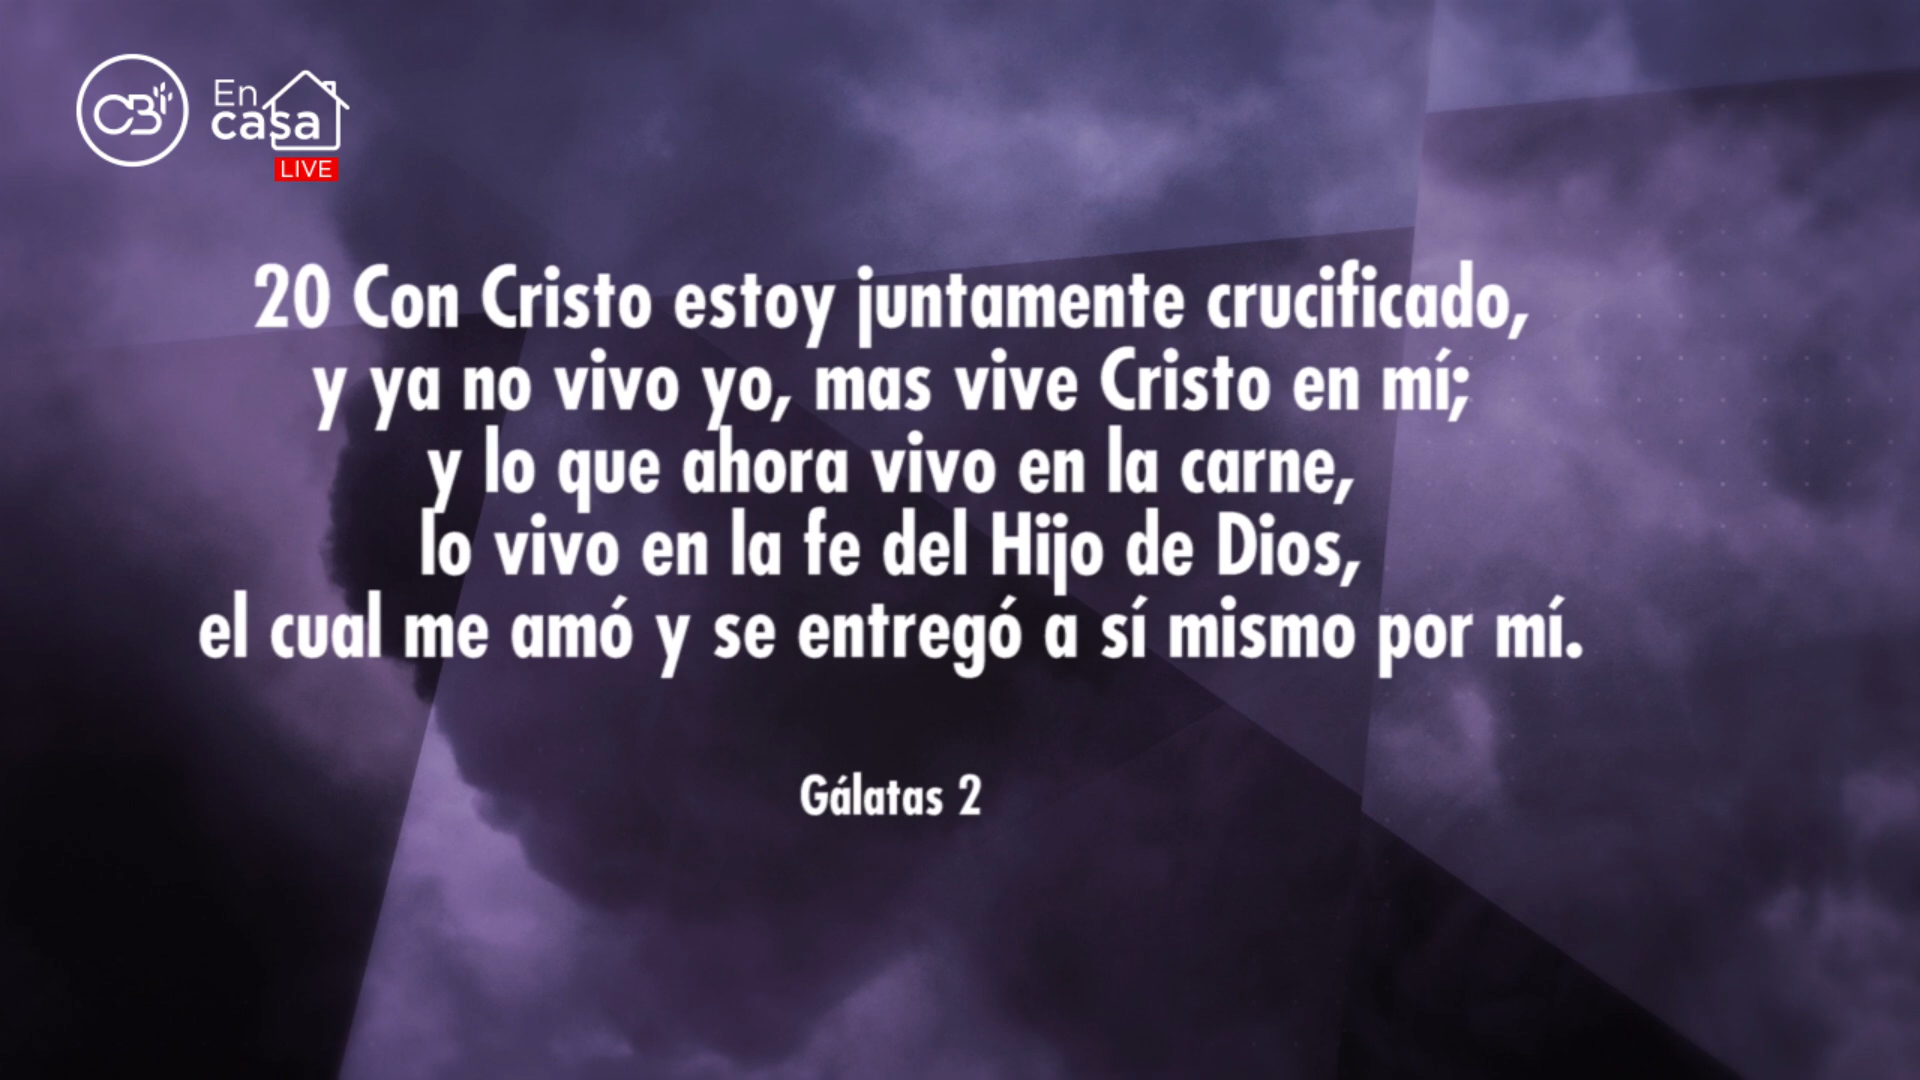 CBi
En
casa
LIVE
20 Con Cristo estoy juntamente crucificado,
y ya no vivo yo, mas vive Cristo en mí;
y lo que ahora vivo en la carne,
lo vivo en la fe del Hijo de Dios,
el cual me amó y se entregó a sí mismo por mí.
Gálatas 2